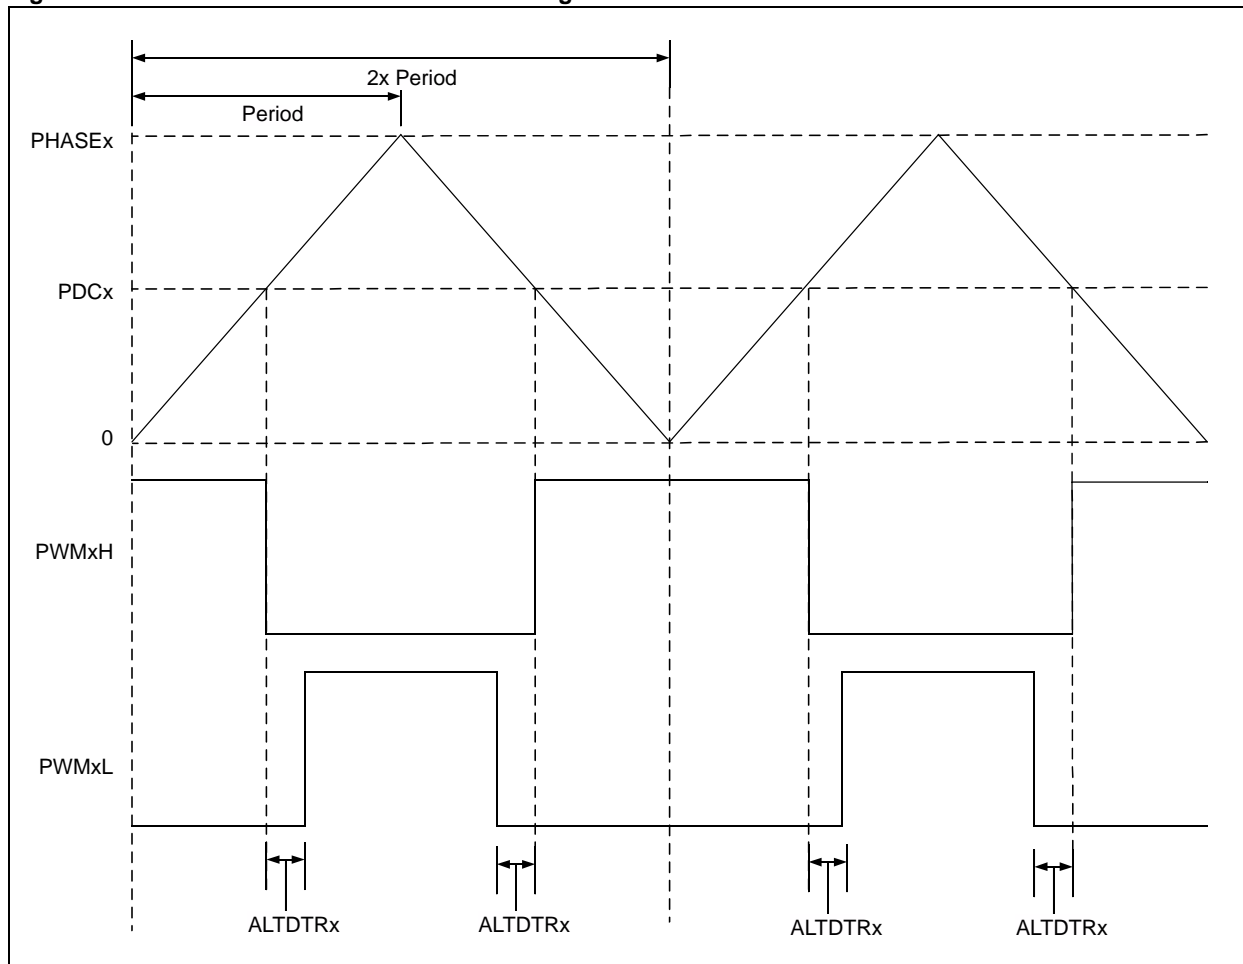 2x Period
Period
PHASEx
PDCx
0
PWMxH
PWMxL
ALTDTRx
ALTDTRx
ALTDTRx
ALTDTRx